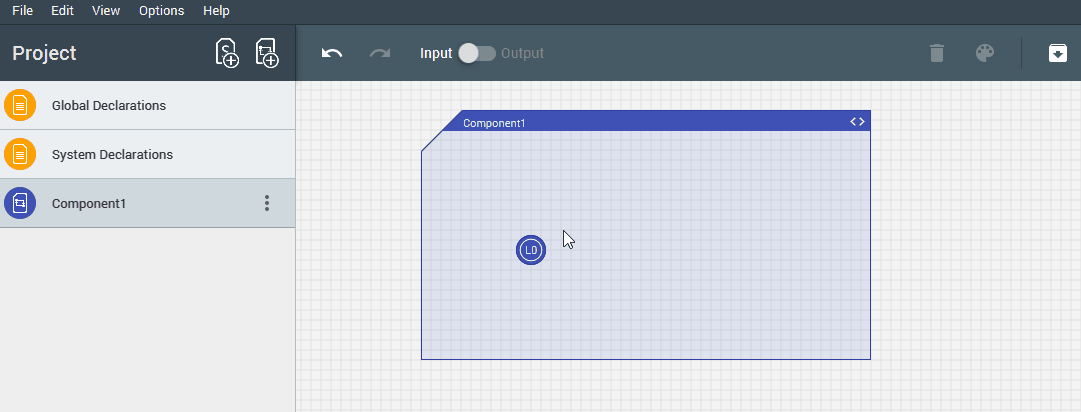 File Edit View Options Help
Project
Input Output
Global Declarations
System Declarations
Component1
Component1
L0